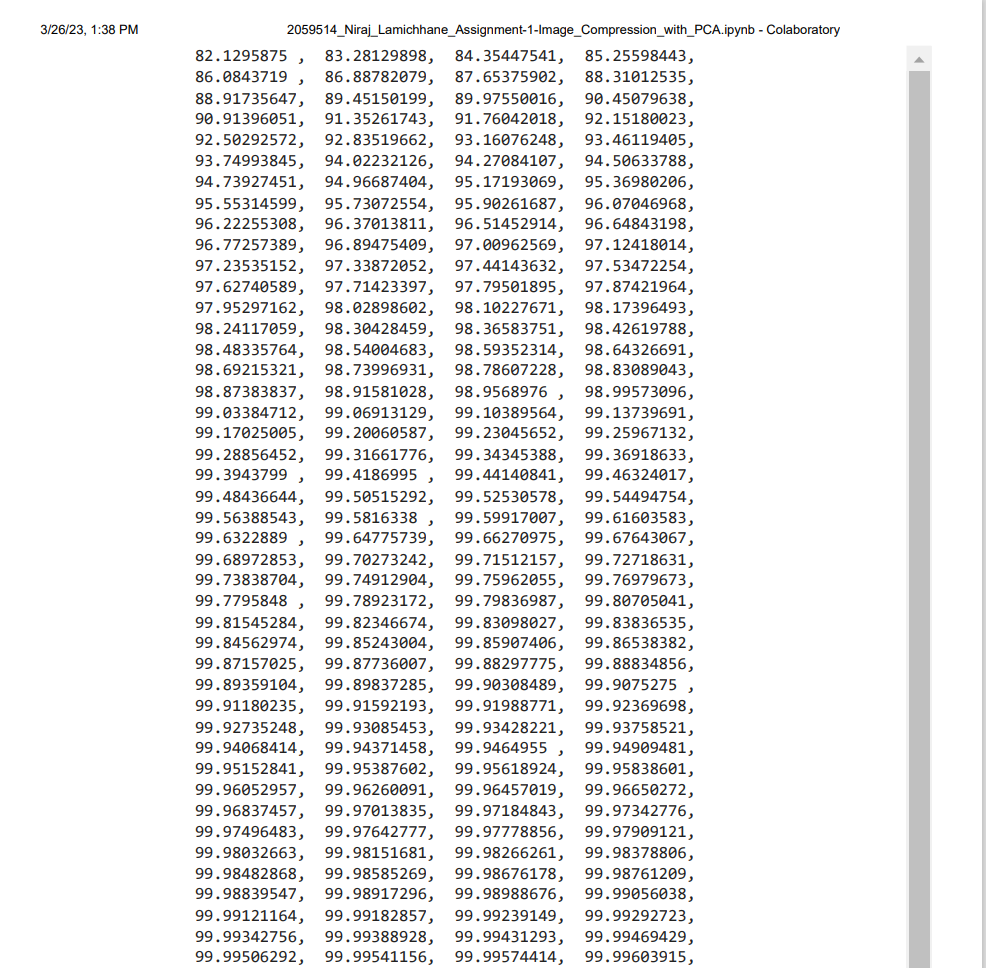 3/26/23, 1:38 PM 2059514_Niraj_Lamichhane_Assignment-1-Image_Compression_with_PCA.ipynb - Colaboratory
82.1295875 , 83.28129898, 84.35447541, 85.25598443,
86.0843719 , 86.88782079, 87.65375902, 88.31012535,
88.91735647, 89.45150199, 89.97550016, 90.45079638,
90.91396051, 91.35261743, 91.76042018, 92.15180023,
92.50292572, 92.83519662, 93.16076248, 93.46119405,
93.74993845, 94.02232126, 94.27084107, 94.50633788,
94.73927451, 94.96687404, 95.17193069, 95.36980206,
95.55314599, 95.73072554, 95.90261687, 96.07046968,
96.22255308, 96.37013811, 96.51452914, 96.64843198,
96.77257389, 96.89475409, 97.00962569, 97.12418014,
97.23535152, 97.33872052, 97.44143632, 97.53472254,
97.62740589, 97.71423397, 97.79501895, 97.87421964,
97.95297162, 98.02898602, 98.10227671, 98.17396493,
98.24117059, 98.30428459, 98.36583751, 98.42619788,
98.48335764, 98.54004683, 98.59352314, 98.64326691,
98.69215321, 98.73996931, 98.78607228, 98.83089043,
98.87383837, 98.91581028, 98.9568976 , 98.99573096,
99.03384712, 99.06913129, 99.10389564, 99.13739691,
99.17025005, 99.20060587, 99.23045652, 99.25967132,
99.28856452, 99.31661776, 99.34345388, 99.36918633,
99.3943799 , 99.4186995 , 99.44140841, 99.46324017,
99.48436644, 99.50515292, 99.52530578, 99.54494754,
99.56388543, 99.5816338 , 99.59917007, 99.61603583,
99.6322889 , 99.64775739, 99.66270975, 99.67643067,
99.68972853, 99.70273242, 99.71512157, 99.72718631,
99.73838704, 99.74912904, 99.75962055, 99.76979673,
99.7795848 , 99.78923172, 99.79836987, 99.80705041,
99.81545284, 99.82346674, 99.83098027, 99.83836535,
99.84562974, 99.85243004, 99.85907406, 99.86538382,
99.87157025, 99.87736007, 99.88297775, 99.88834856,
99.89359104, 99.89837285, 99.90308489, 99.9075275 ,
99.91180235, 99.91592193, 99.91988771, 99.92369698,
99.92735248, 99.93085453, 99.93428221, 99.93758521,
99.94068414, 99.94371458, 99.9464955 , 99.94909481,
99.95152841, 99.95387602, 99.95618924, 99.95838601,
99.96052957, 99.96260091, 99.96457019, 99.96650272,
99.96837457, 99.97013835, 99.97184843, 99.97342776,
99.97496483, 99.97642777, 99.97778856, 99.97909121,
99.98032663, 99.98151681, 99.98266261, 99.98378806,
99.98482868, 99.98585269, 99.98676178, 99.98761209,
99.98839547, 99.98917296, 99.98988676, 99.99056038,
99.99121164, 99.99182857, 99.99239149, 99.99292723,
99.99342756, 99.99388928, 99.99431293, 99.99469429,
99.99506292, 99.99541156, 99.99574414, 99.99603915,